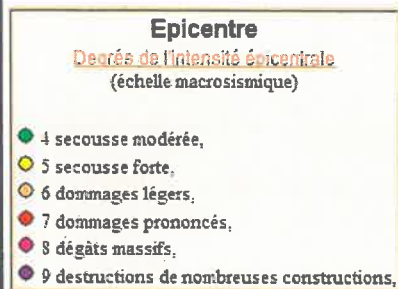 Epicentre
Degrés de l'intensité épicentrale
(échelle macrosismique)
4 secousse modérée,
5 secousse forte,
6 dommages légers,
7 dommages prononcés,
8 dégâts massifs,
9 destructions de nombreuses constructions,